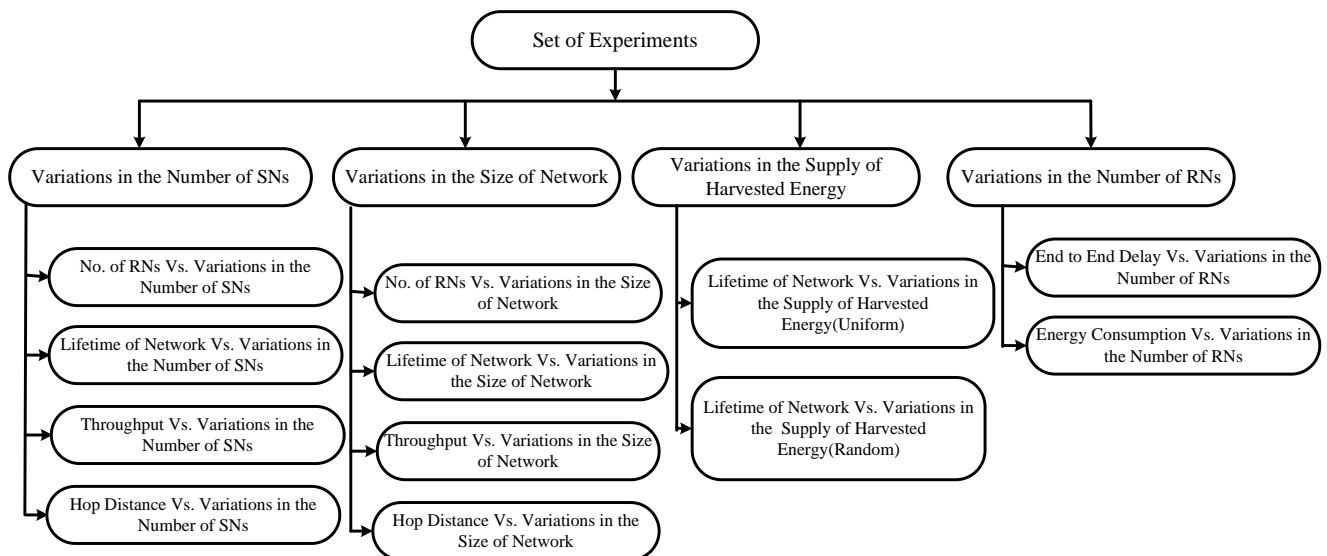 Set of Experiments
Variations in the Number of SNs
Variations in the Size of Network
Variations in the Supply of
Harvested Energy
Variations in the Number of RNs
No. of RNs Vs. Variations in the
Number of SNs
Lifetime of Network Vs. Variations in
the Number of SNs
Throughput Vs. Variations in the
Number of SNs
Hop Distance Vs. Variations in the
Number of SNs
No. of RNs Vs. Variations in the Size
of Network
Lifetime of Network Vs. Variations in
the Size of Network
Throughput Vs. Variations in the Size
of Network
Hop Distance Vs. Variations in the
Size of Network
Lifetime of Network Vs. Variations in
the Supply of Harvested
Energy(Uniform)
Lifetime of Network Vs. Variations in
the Supply of Harvested
Energy(Random)
End to End Delay Vs. Variations in the
Number of RNs
Energy Consumption Vs. Variations in
the Number of RNs